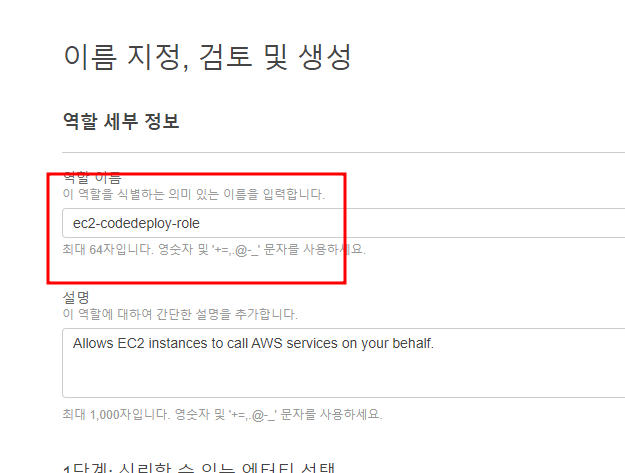 이름 지정, 검토 및 생성
역할 세부 정보
역할 이름
이 역할을 식별하는 의미 있는 이름을 입력합니다.
ec2-codedeploy-role
최대 64자입니다. 영숫자 및 '+=,.@-_' 문자를 사용하세요.
설명
이 역할에 대하여 간단한 설명을 추가합니다.
Allows EC2 instances to call AWS services on your behalf.
최대 1,000자입니다. 영숫자 및 '+=,.@-_' 문자를 사용하세요.
1단계: 신뢰할 수 있는 엔터티 선택